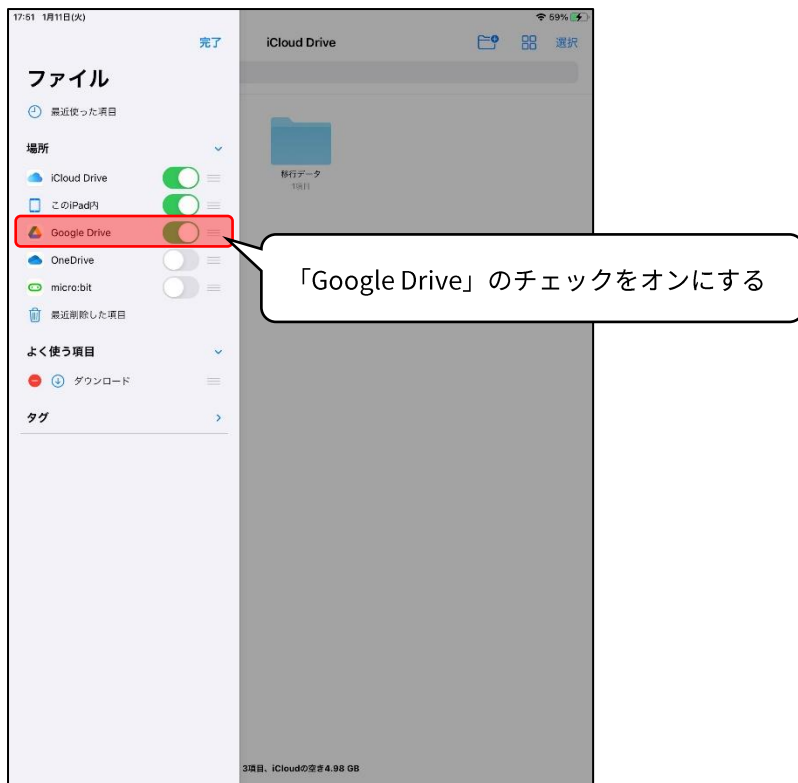 17:51 1月11日(火)
59%
完了
iCloud Drive
選択
ファイル
最近使った項目
場所
iCloud Drive
移行データ
1項目
このiPad内
Google Drive
「Google Drive」のチェックをオンにする
OneDrive
micro:bit
最近削除した項目
よく使う項目
ダウンロード
タグ
3項目、iCloudの空き4.98 GB